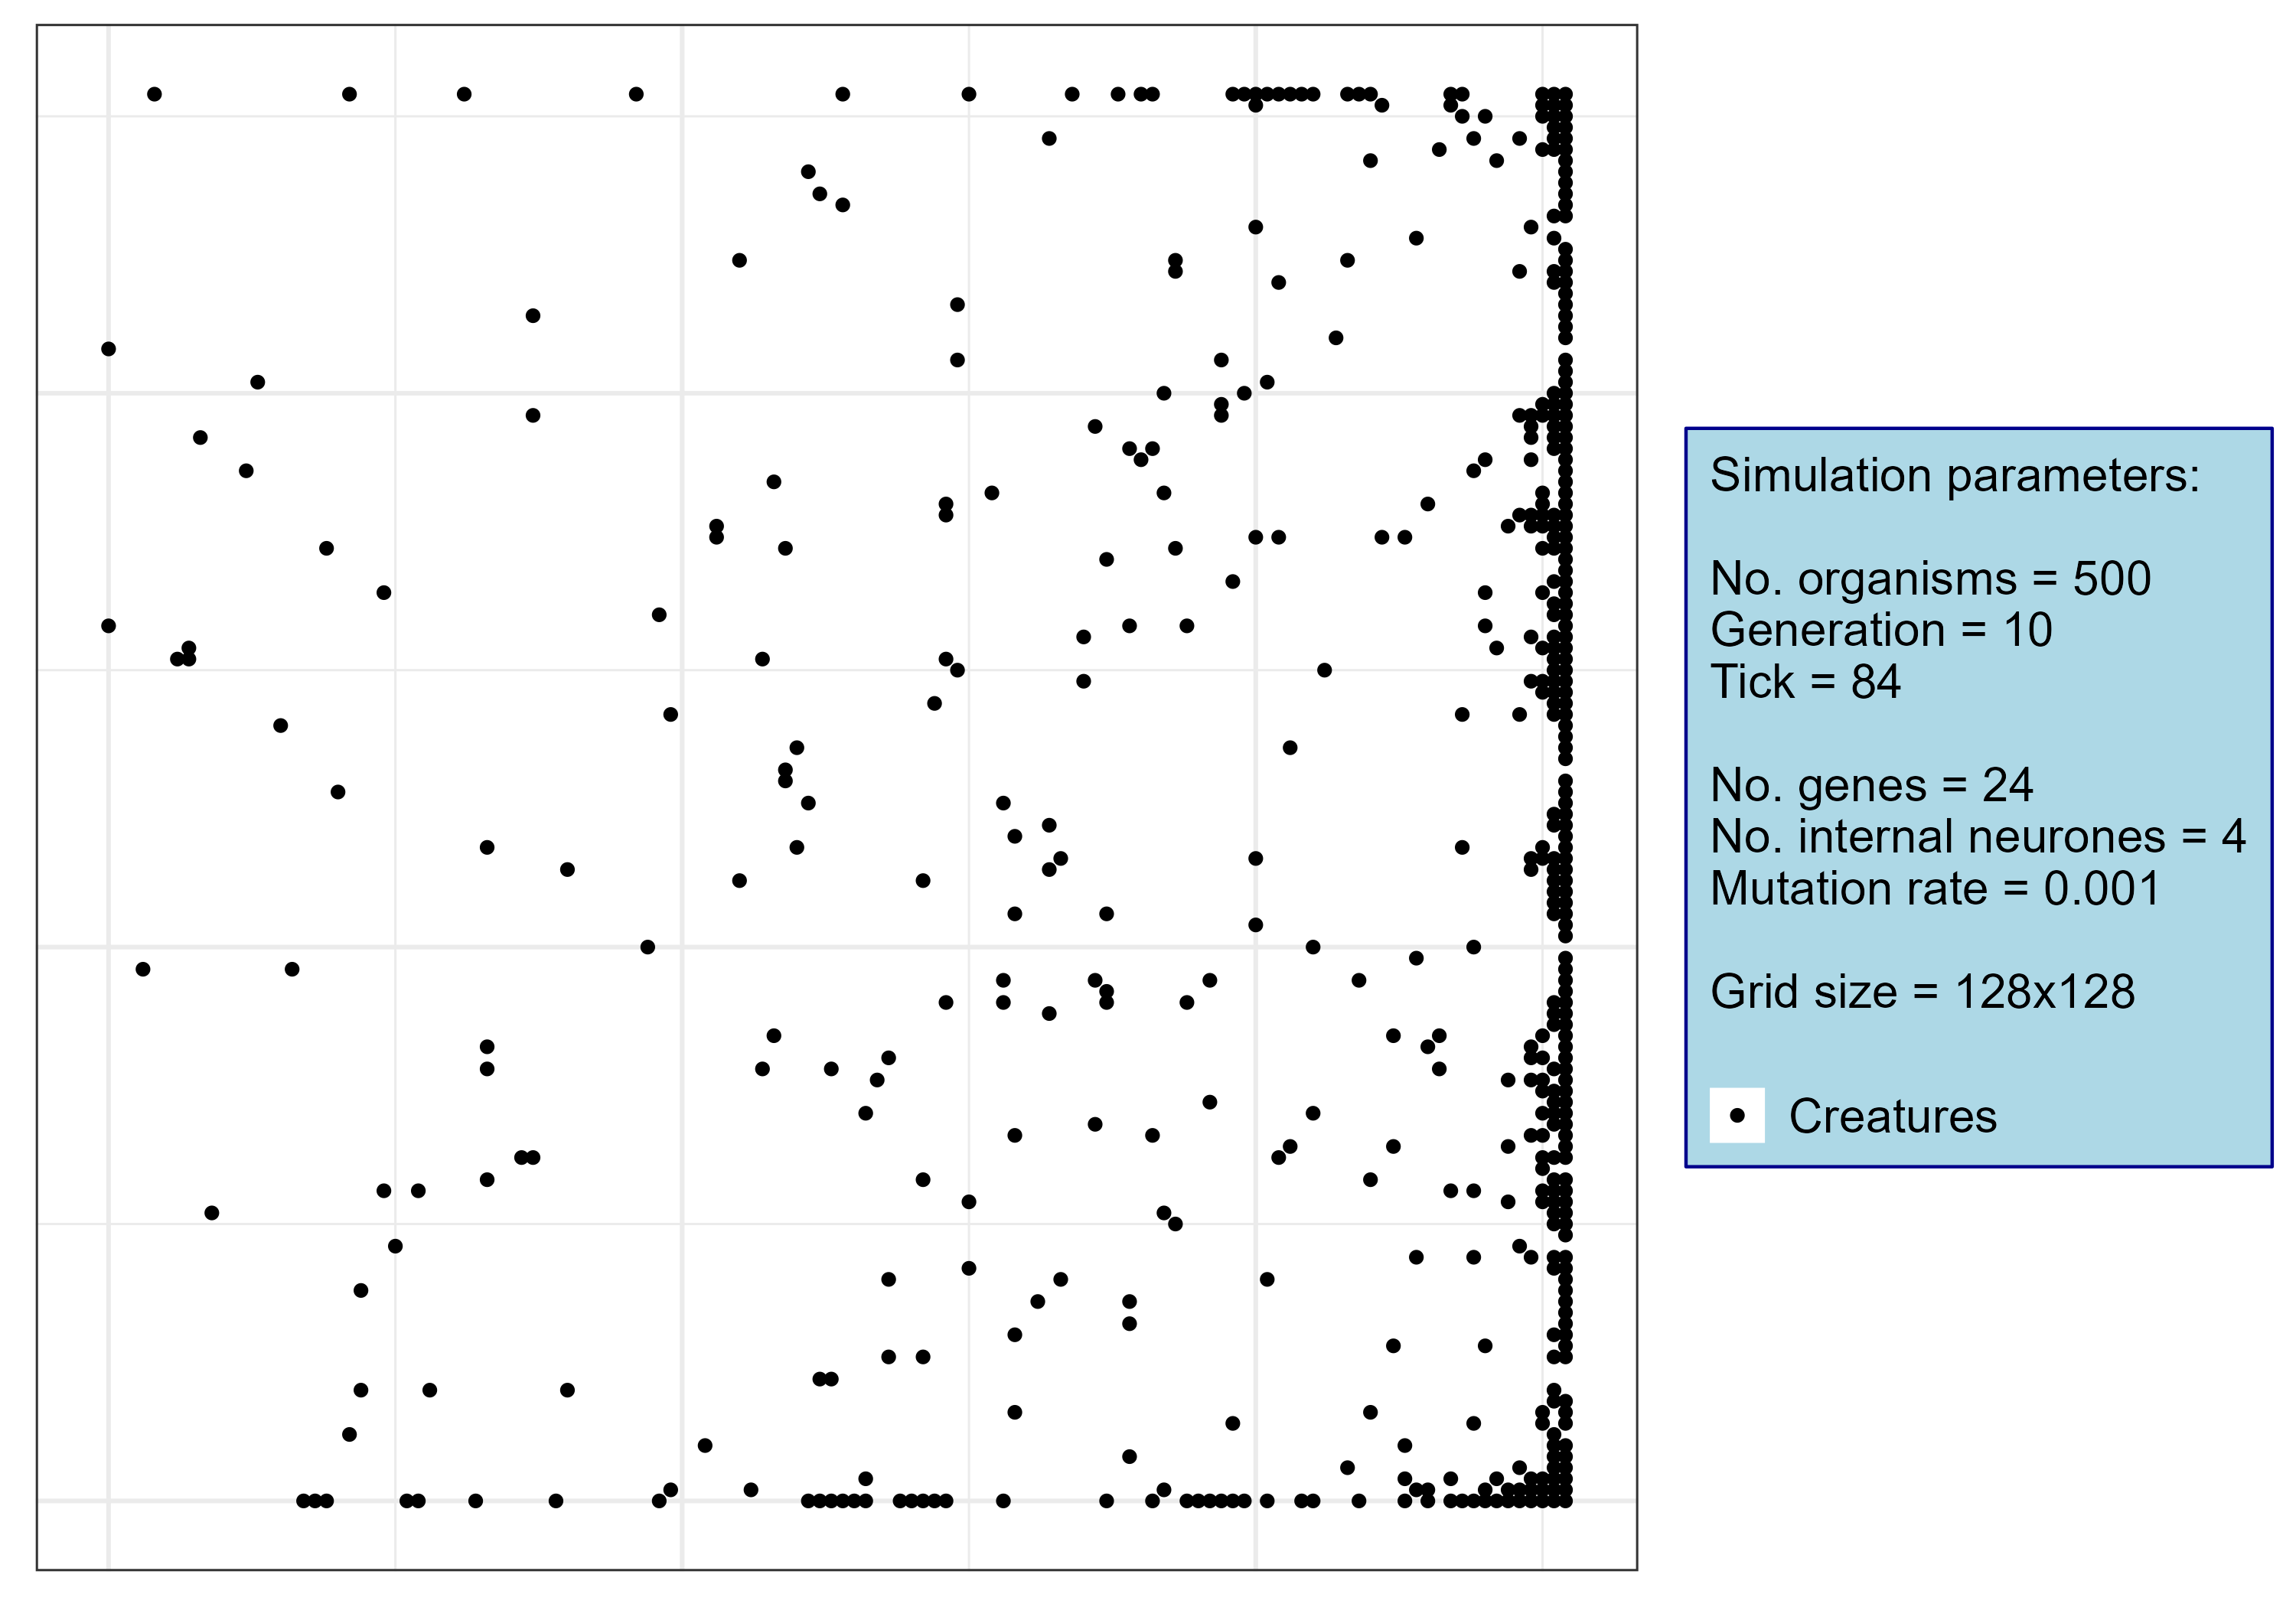 Simulation parameters:
No. organisms = 500
Generation = 10
Tick = 84
No. genes = 24
No. internal neurones = 4
Mutation rate = 0.001
Grid size = 128x128
Creatures